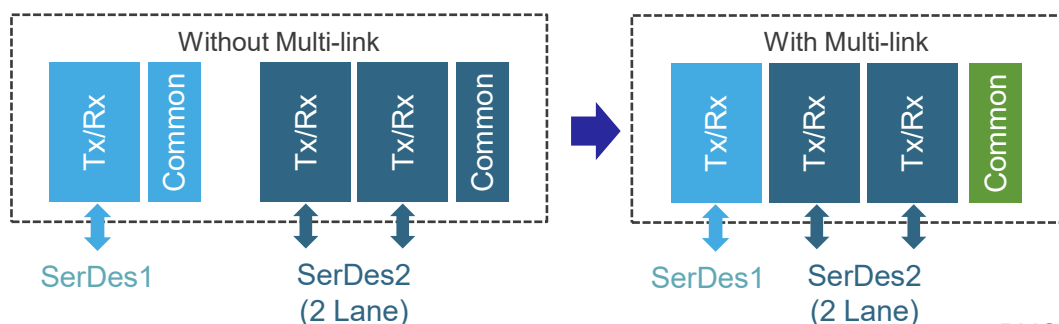 Without Multi-link
Tx/Rx
Common
Tx/Rx
Tx/Rx
Common
SerDes1
SerDes2
(2 Lane)
With Multi-link
Tx/Rx
Tx/Rx
Tx/Rx
Common
SerDes1
SerDes2
(2 Lane)